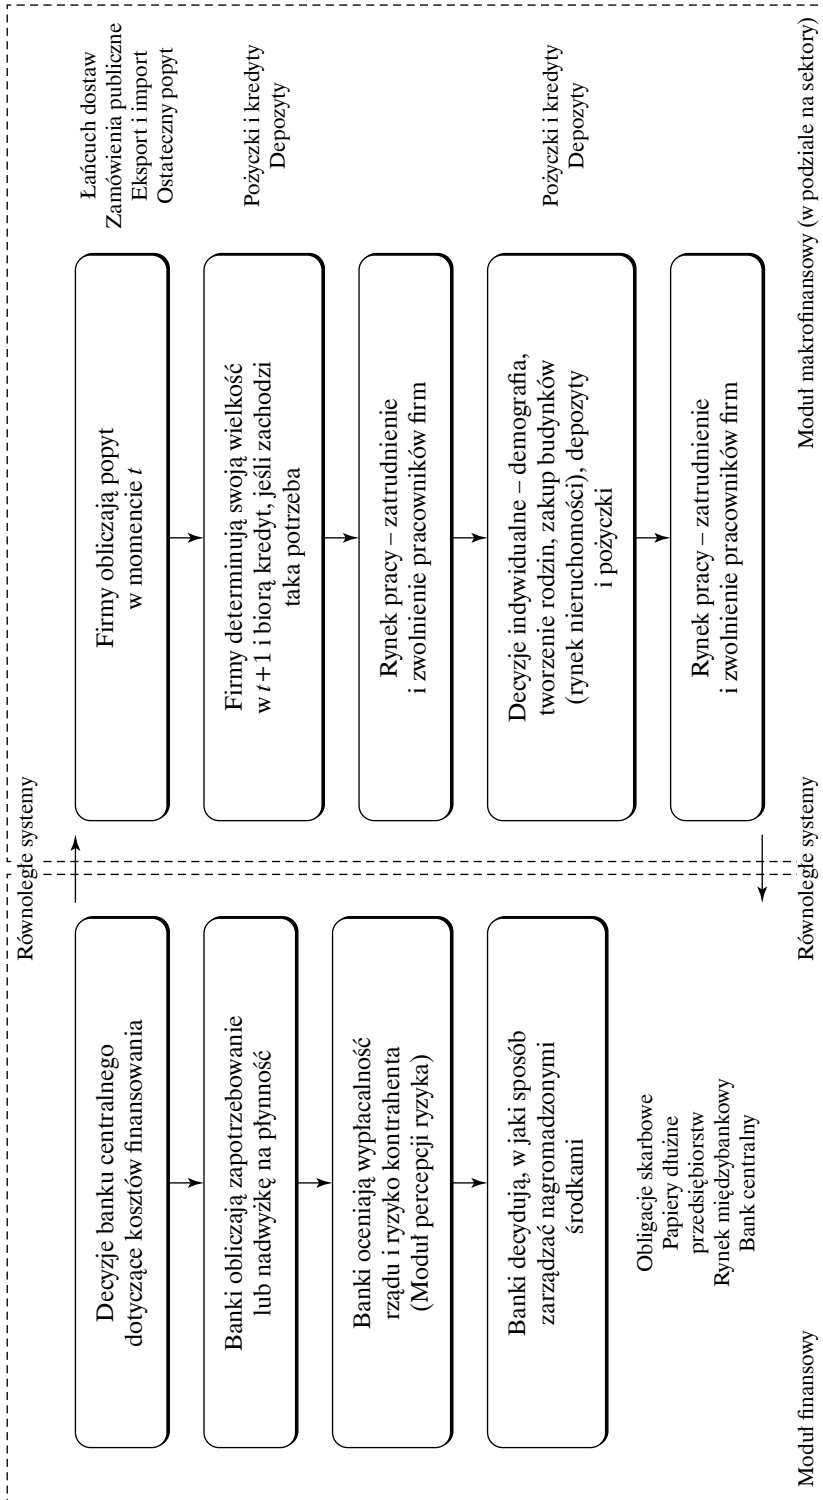 Równoległe systemy
Decyzje banku centralnego
dotyczące kosztów finansowania
Banki obliczają zapotrzebowanie
lub nadwyżkę na płynność
Banki oceniają wypłacalność
rządu i ryzyko kontrahenta
(Moduł percepcji ryzyka)
Banki decydują, w jaki sposób
zarządzać nagromadzonymi
środkami
Obligacje skarbowe
Papiery dłużne
przedsiębiorstw
Rynek międzybankowy
Bank centralny
Moduł finansowy
Firmy obliczają popyt
w momencie t
Łańcuch dostaw
Zamówienia publiczne
Eksport i import
Ostateczny popyt
Firmy determinują swoją wielkość
w t+1 i biorą kredyt, jeśli zachodzi
taka potrzeba
Pożyczki i kredyty
Depozyty
Rynek pracy – zatrudnienie
i zwolnienie pracowników firm
Decyzje indywidualne – demografia,
tworzenie rodzin, zakup budynków
(rynek nieruchomości), depozyty
i pożyczki
Pożyczki i kredyty
Depozyty
Rynek pracy – zatrudnienie
i zwolnienie pracowników firm
Równoległe systemy
Moduł makrofinansowy (w podziale na sektory)